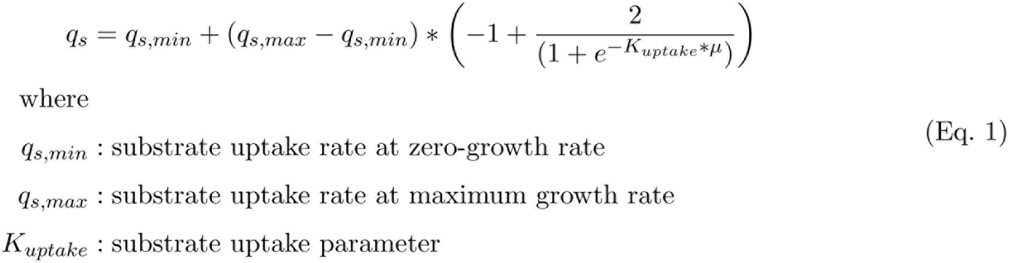 q_s = q_{s,min} + (q_{s,max} − q_{s,min}) * (−1 + 2 / (1 + e^{−K_{uptake}*μ}))
where
q_{s,min} : substrate uptake rate at zero-growth rate
(Eq. 1)
q_{s,max} : substrate uptake rate at maximum growth rate
K_{uptake} : substrate uptake parameter